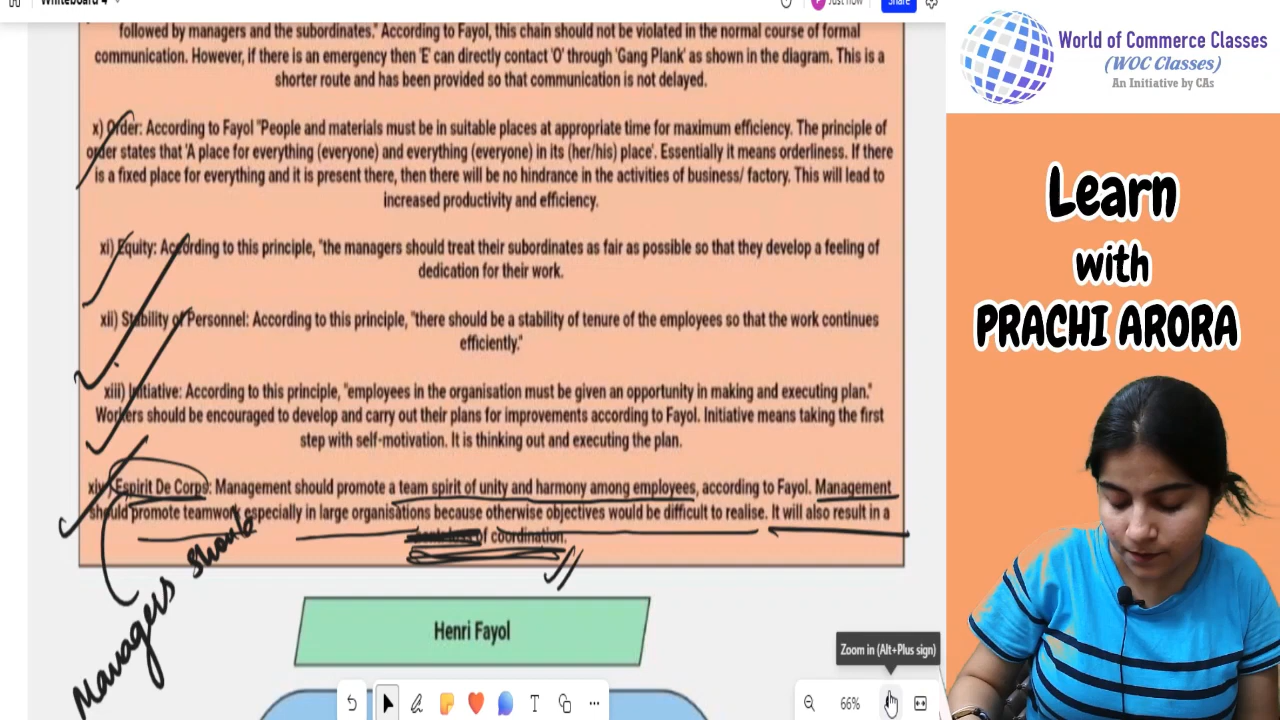 Whiteboard 4
Just now
Share
followed by managers and the subordinates." According to Fayol, this chain should not be violated in the normal course of formal
communication. However, if there is an emergency then 'E' can directly contact 'O' through 'Gang Plank' as shown in the diagram. This is a
shorter route and has been provided so that communication is not delayed.
x) Order: According to Fayol "People and materials must be in suitable places at appropriate time for maximum efficiency. The principle of
order states that 'A place for everything (everyone) and everything (everyone) in its (her/his) place'. Essentially it means orderliness. If there
is a fixed place for everything and it is present there, then there will be no hindrance in the activities of business/ factory. This will lead to
increased productivity and efficiency.
xi) Equity: According to this principle, "the managers should treat their subordinates as fair as possible so that they develop a feeling of
dedication for their work.
xii) Stability of Personnel: According to this principle, "there should be a stability of tenure of the employees so that the work continues
efficiently."
xiii) Initiative: According to this principle, "employees in the organisation must be given an opportunity in making and executing plan."
Workers should be encouraged to develop and carry out their plans for improvements according to Fayol. Initiative means taking the first
step with self-motivation. It is thinking out and executing the plan.
xiv) Espirit De Corps: Management should promote a team spirit of unity and harmony among employees, according to Fayol. Management
should promote teamwork especially in large organisations because otherwise objectives would be difficult to realise. It will also result in a
of coordination.
Managers should
Henri Fayol
Zoom in (Alt+Plus sign)
66%
World of Commerce Classes
(WOC Classes)
An Initiative by CAs
Learn
with
PRACHI ARORA